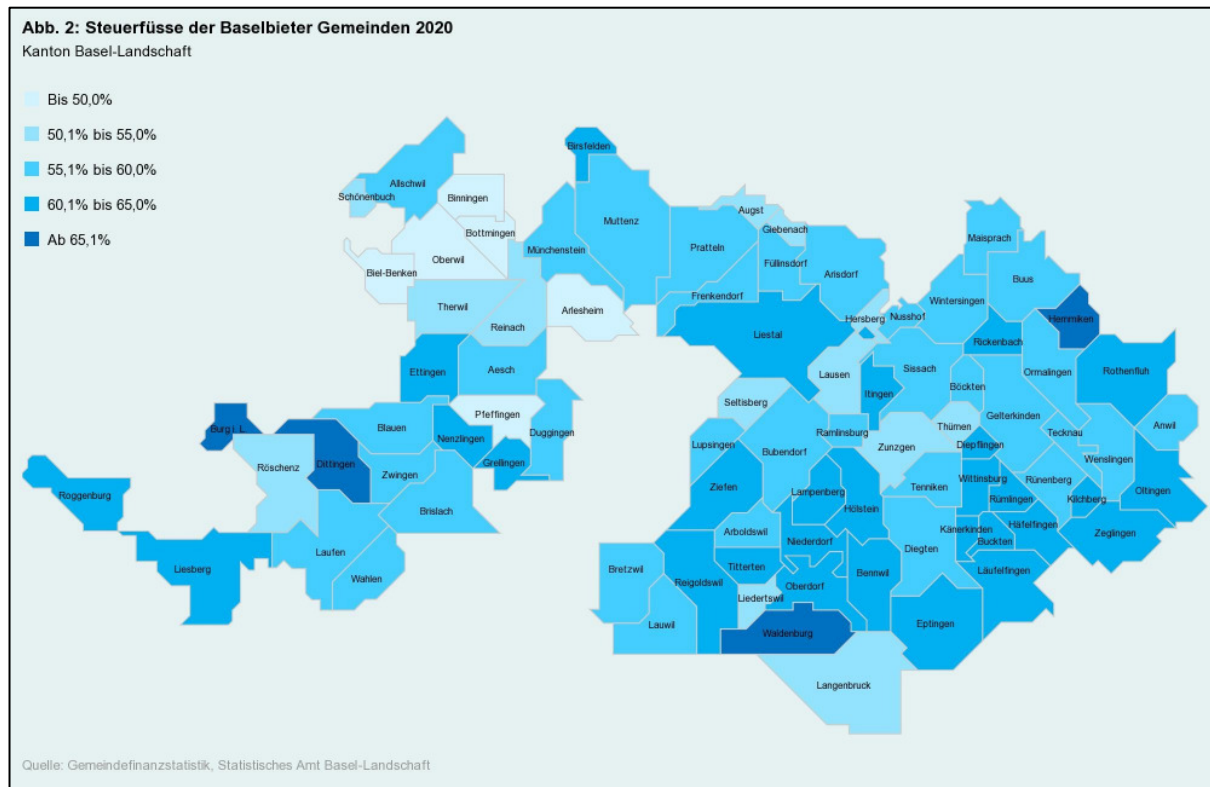 Abb. 2: Steuerfüsse der Baselbieter Gemeinden 2020
Kanton Basel-Landschaft
Bis 50,0%
50,1% bis 55,0%
55,1% bis 60,0%
60,1% bis 65,0%
Ab 65,1%
Birsfelden
Allschwil
Schönenbuch
Binningen
Bottmingen
Oberwil
Biel-Benken
Therwil
Reinach
Münchenstein
Muttenz
Arlesheim
Ettingen
Aesch
Pfeffingen
Duggingen
Nenzlingen
Grellingen
Blauen
Zwingen
Brislach
Burg i. L.
Dittingen
Röschenz
Roggenburg
Liesberg
Laufen
Wahlen
Augst
Giebenach
Pratteln
Füllinsdorf
Frenkendorf
Arisdorf
Hersberg
Nusshof
Wintersingen
Maisprach
Buus
Hemmiken
Rickenbach
Ormalingen
Rothenfluh
Liestal
Lausen
Itingen
Sissach
Böckten
Gelterkinden
Thürnen
Diepflingen
Tecknau
Wenslingen
Anwil
Oltingen
Seltisberg
Lupsingen
Bubendorf
Ramlinsburg
Zunzgen
Tenniken
Wittinsburg
Rümlingen
Rünenberg
Kilchberg
Zeglingen
Ziefen
Lampenberg
Hölstein
Känerkinden
Buckten
Häfelfingen
Diegten
Läufelfingen
Arboldswil
Niederdorf
Titterten
Oberdorf
Bennwil
Bretzwil
Reigoldswil
Liedertswil
Lauwil
Waldenburg
Eptingen
Langenbruck
Quelle: Gemeindefinanzstatistik, Statistisches Amt Basel-Landschaft